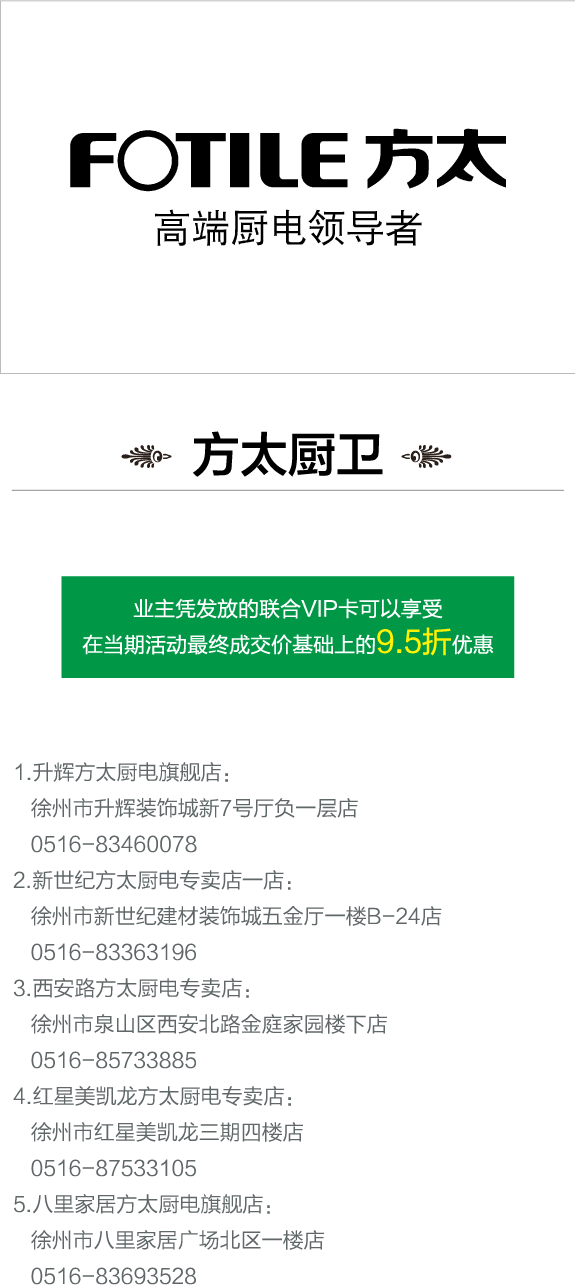 FOTILE 方太
高端厨电领导者
方太厨卫
业主凭发放的联合VIP卡可以享受
在当期活动最终成交价基础上的9.5折优惠
1.升辉方太厨电旗舰店：
徐州市升辉装饰城新7号厅负一层店
0516-83460078
2.新世纪方太厨电专卖店一店：
徐州市新世纪建材装饰城五金厅一楼B-24店
0516-83363196
3.西安路方太厨电专卖店：
徐州市泉山区西安北路金庭家园楼下店
0516-85733885
4.红星美凯龙方太厨电专卖店：
徐州市红星美凯龙三期四楼店
0516-87533105
5.八里家居方太厨电旗舰店：
徐州市八里家居广场北区一楼店
0516-83693528